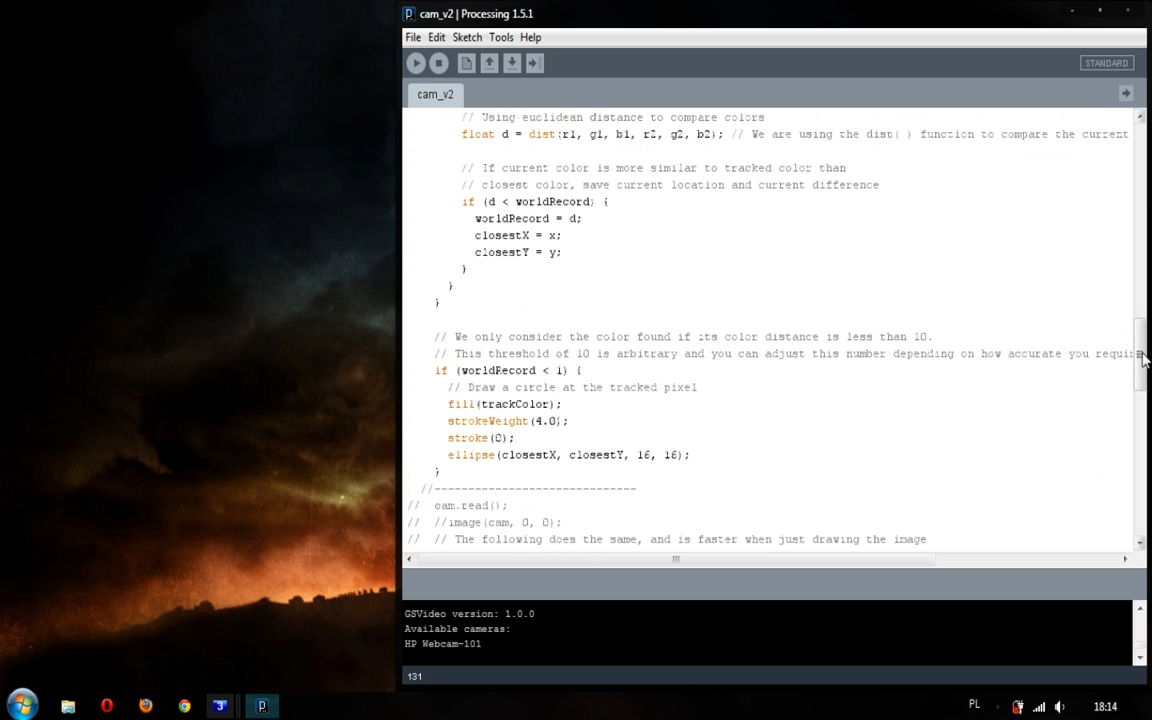 cam_v2 | Processing 1.5.1
File Edit Sketch Tools Help
STANDARD
cam_v2
// Using euclidean distance to compare colors
float d = dist(r1, g1, b1, r2, g2, b2); // We are using the dist( ) function to compare the current
// If current color is more similar to tracked color than
// closest color, save current location and current difference
if (d < worldRecord) {
worldRecord = d;
closestX = x;
closestY = y;
}
}
}
// We only consider the color found if its color distance is less than 10.
// This threshold of 10 is arbitrary and you can adjust this number depending on how accurate you requir
if (worldRecord < 1) {
// Draw a circle at the tracked pixel
fill(trackColor);
strokeWeight(4.0);
stroke(0);
ellipse(closestX, closestY, 16, 16);
}
//------------------------------
// cam.read();
// //image(cam, 0, 0);
// // The following does the same, and is faster when just drawing the image
GSVideo version: 1.0.0
Available cameras:
HP Webcam-101
131
PL
18:14